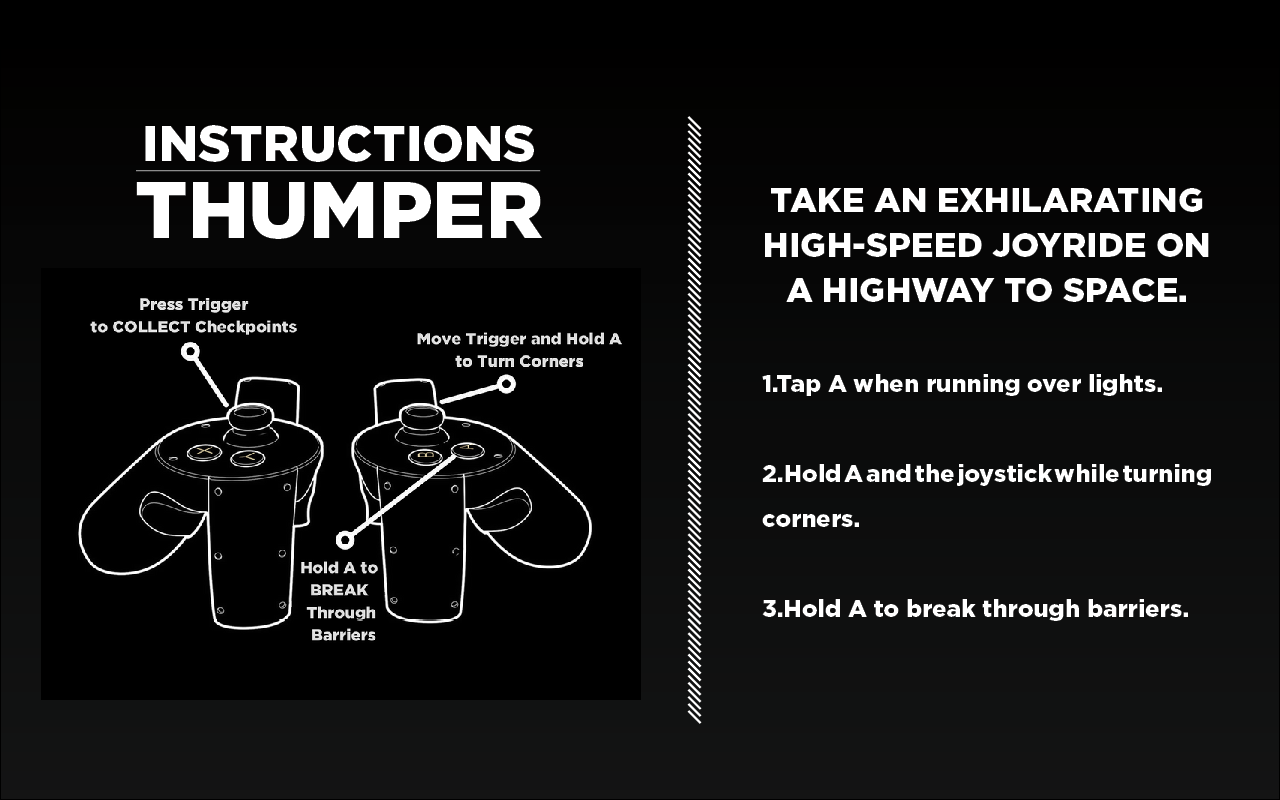 INSTRUCTIONS
THUMPER
Press Trigger
to COLLECT Checkpoints
Move Trigger and Hold A
to Turn Corners
X
Y
B
A
Hold A to
BREAK
Through
Barriers
TAKE AN EXHILARATING
HIGH-SPEED JOYRIDE ON
A HIGHWAY TO SPACE.
1.Tap A when running over lights.
2.Hold A and the joystick while turning
corners.
3.Hold A to break through barriers.